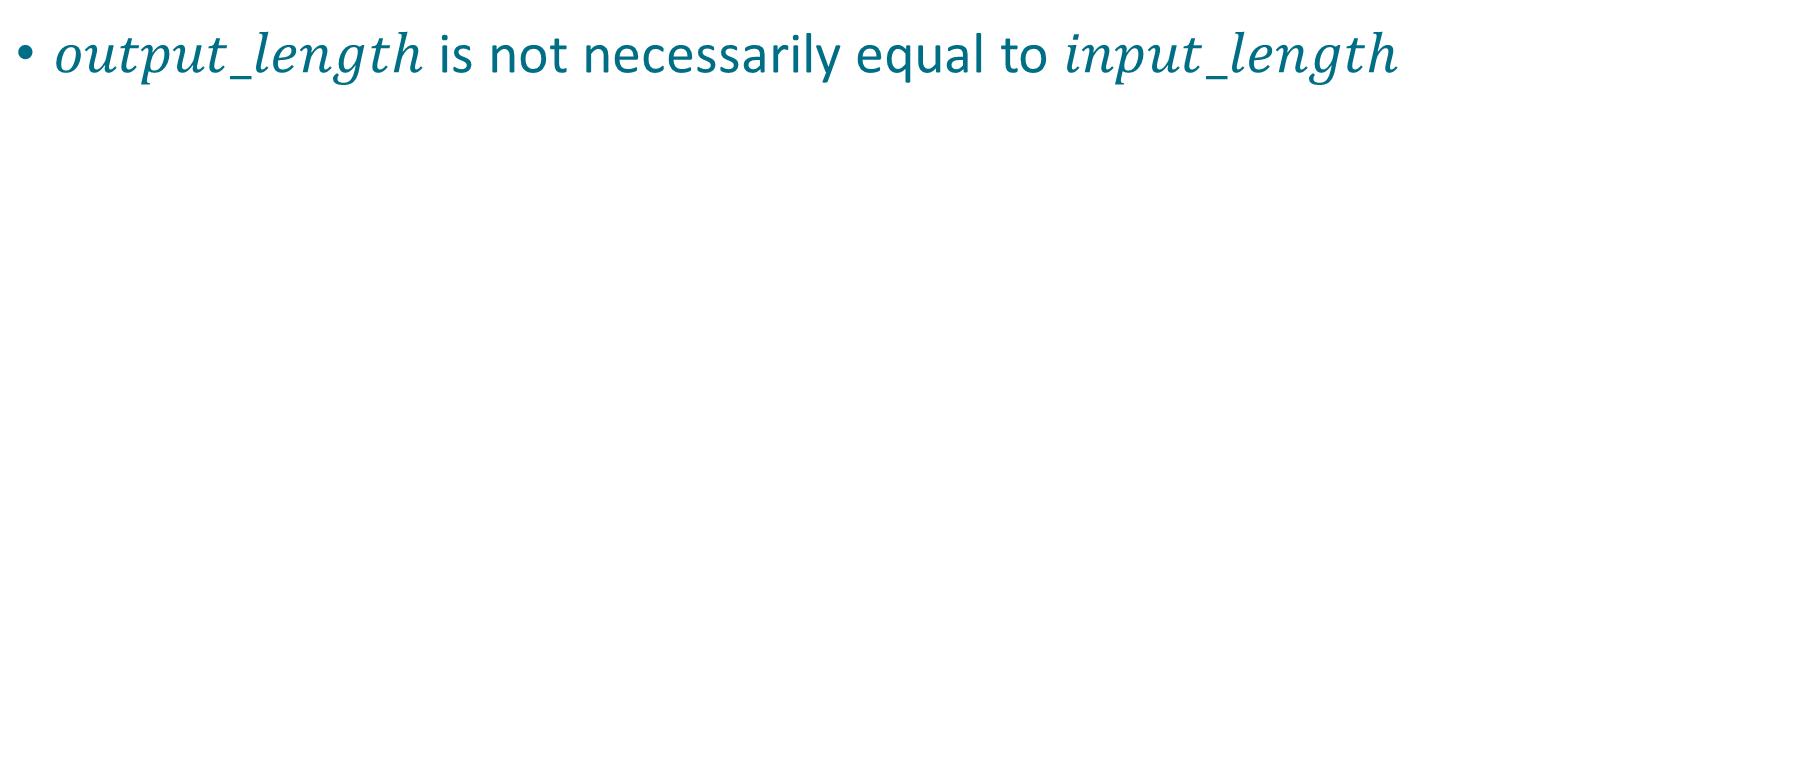 • output_length is not necessarily equal to input_length